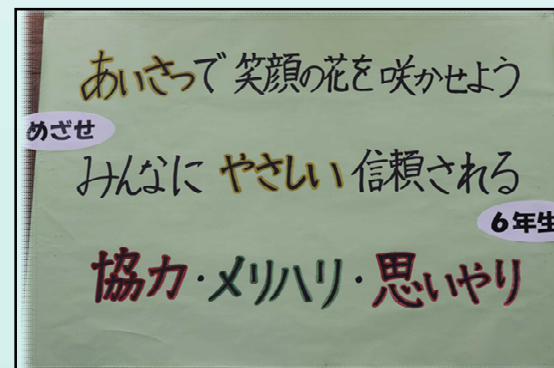 あいさつで笑顔の花を咲かせよう
めざせ
みんなにやさしい信頼される
6年生
協力・メリハリ・思いやり